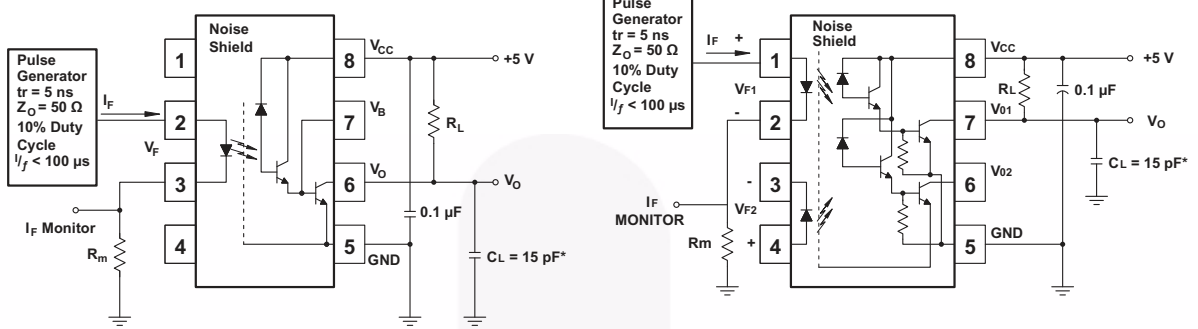 Pulse
Generator
tr = 5 ns
ZO = 50 Ω
10% Duty
Cycle
I/f < 100 µs
IF
VF
IF Monitor
Rm
Noise
Shield
1
2
3
4
8
7
6
5
VCC
VB
VO
GND
+5 V
RL
VO
0.1 µF
CL = 15 pF*
Pulse
Generator
tr = 5 ns
ZO = 50 Ω
10% Duty
Cycle
I/f < 100 µs
IF
+
VF1
-
-
VF2
+
IF
MONITOR
Rm
Noise
Shield
1
2
3
4
8
7
6
5
VCC
V01
V02
GND
+5 V
RL
0.1 µF
VO
CL = 15 pF*